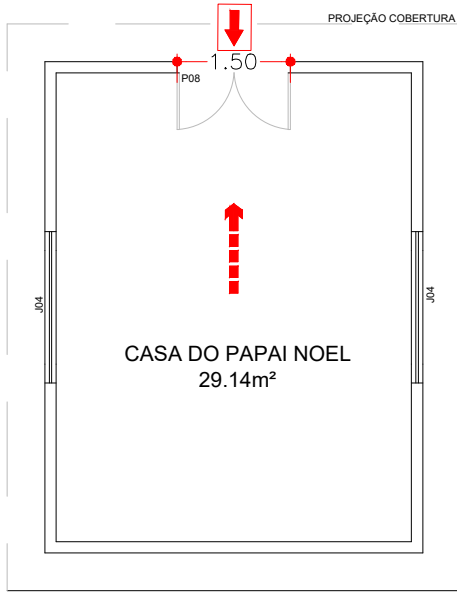 PROJEÇÃO COBERTURA
1.50
P08
J04
J04
CASA DO PAPAI NOEL
29.14m²